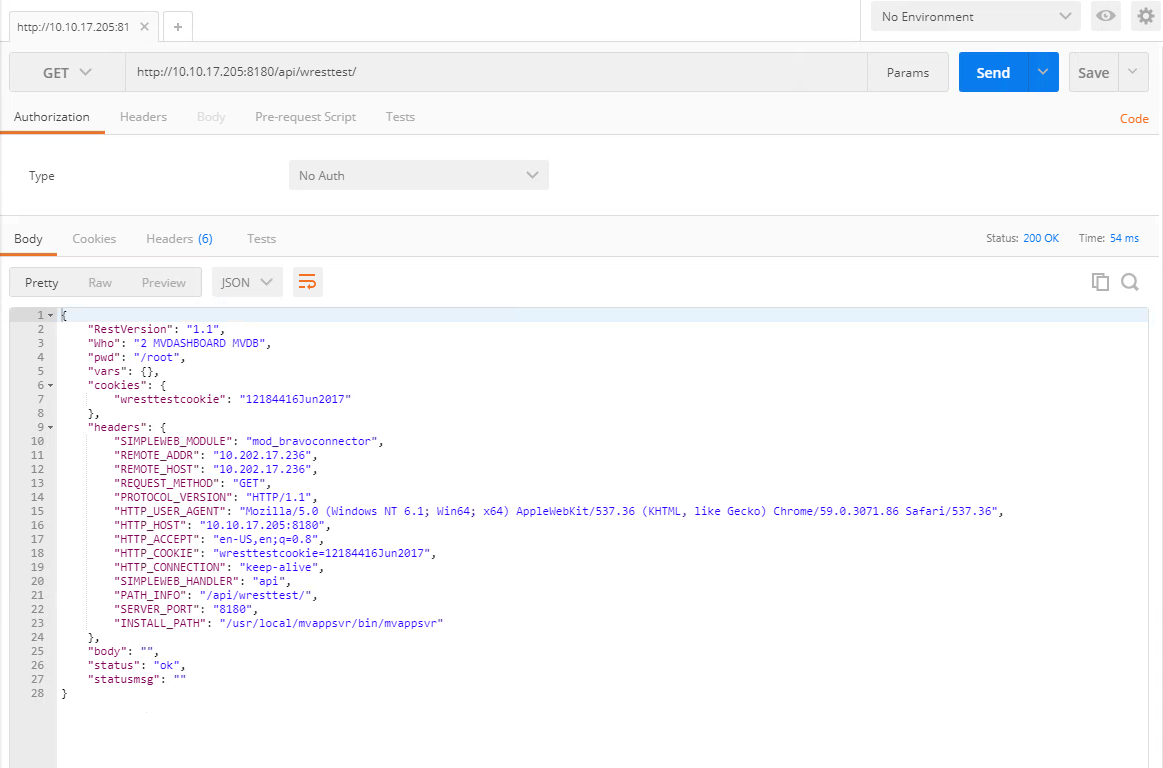 http://10.10.17.205:81 × +
No Environment
GET http://10.10.17.205:8180/api/wresttest/ Params Send Save
Authorization Headers Body Pre-request Script Tests Code
Type No Auth
Body Cookies Headers (6) Tests Status: 200 OK Time: 54 ms
Pretty Raw Preview JSON
1 {
2 "RestVersion": "1.1",
3 "Who": "2 MVDASHBOARD MVDB",
4 "pwd": "/root",
5 "vars": {},
6 "cookies": {
7 "wresttestcookie": "12184416Jun2017"
8 },
9 "headers": {
10 "SIMPLEWEB_MODULE": "mod_bravoconnector",
11 "REMOTE_ADDR": "10.202.17.236",
12 "REMOTE_HOST": "10.202.17.236",
13 "REQUEST_METHOD": "GET",
14 "PROTOCOL_VERSION": "HTTP/1.1",
15 "HTTP_USER_AGENT": "Mozilla/5.0 (Windows NT 6.1; Win64; x64) AppleWebKit/537.36 (KHTML, like Gecko) Chrome/59.0.3071.86 Safari/537.36",
16 "HTTP_HOST": "10.10.17.205:8180",
17 "HTTP_ACCEPT": "en-US,en;q=0.8",
18 "HTTP_COOKIE": "wresttestcookie=12184416Jun2017",
19 "HTTP_CONNECTION": "keep-alive",
20 "SIMPLEWEB_HANDLER": "api",
21 "PATH_INFO": "/api/wresttest/",
22 "SERVER_PORT": "8180",
23 "INSTALL_PATH": "/usr/local/mvappsvr/bin/mvappsvr"
24 },
25 "body": "",
26 "status": "ok",
27 "statusmsg": ""
28 }